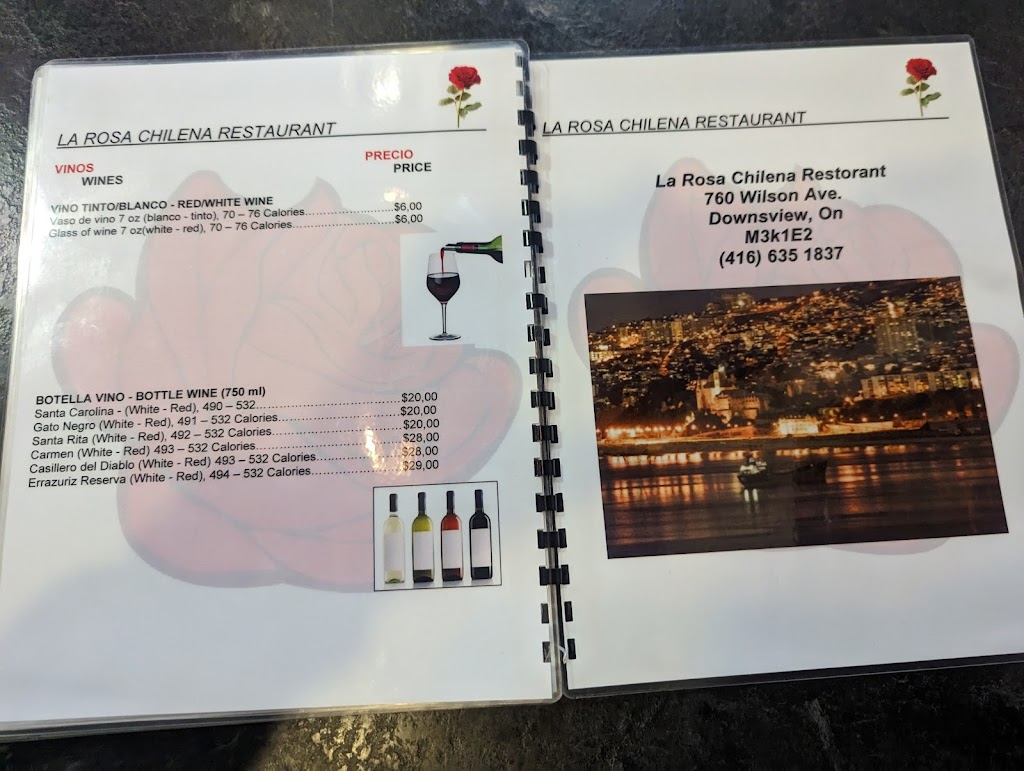 LA ROSA CHILENA RESTAURANT
VINOS PRECIO
WINES PRICE
VINO TINTO/BLANCO - RED/WHITE WINE
Vaso de vino 7 oz (blanco - tinto), 70 – 76 Calories.....................$6,00
Glass of wine 7 oz(white - red), 70 – 76 Calories........................$6,00
BOTELLA VINO - BOTTLE WINE (750 ml)
Santa Carolina - (White - Red), 490 – 532..............................$20,00
Gato Negro (White - Red), 491 – 532 Calories..........................$20,00
Santa Rita (White - Red), 492 – 532 Calories...........................$20,00
Carmen (White - Red) 493 – 532 Calories..............................$28,00
Casillero del Diablo (White - Red) 493 – 532 Calories..................$28,00
Errazuriz Reserva (White - Red), 494 – 532 Calories....................$29,00
LA ROSA CHILENA RESTAURANT
La Rosa Chilena Restorant
760 Wilson Ave.
Downsview, On
M3k1E2
(416) 635 1837